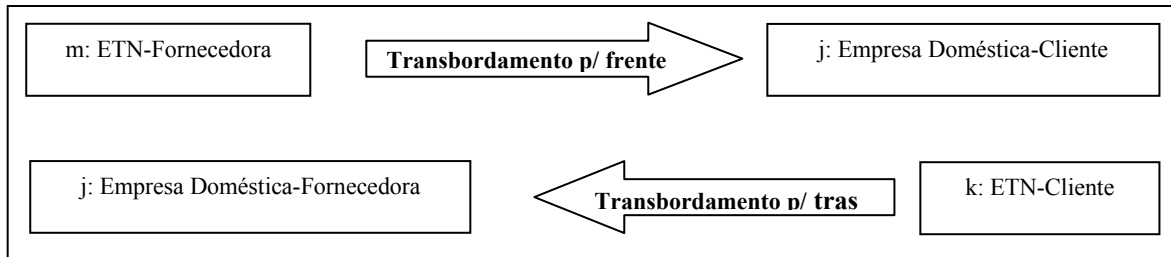 m: ETN-Fornecedora
Transbordamento p/ frente
j: Empresa Doméstica-Cliente
j: Empresa Doméstica-Fornecedora
Transbordamento p/ tras
k: ETN-Cliente